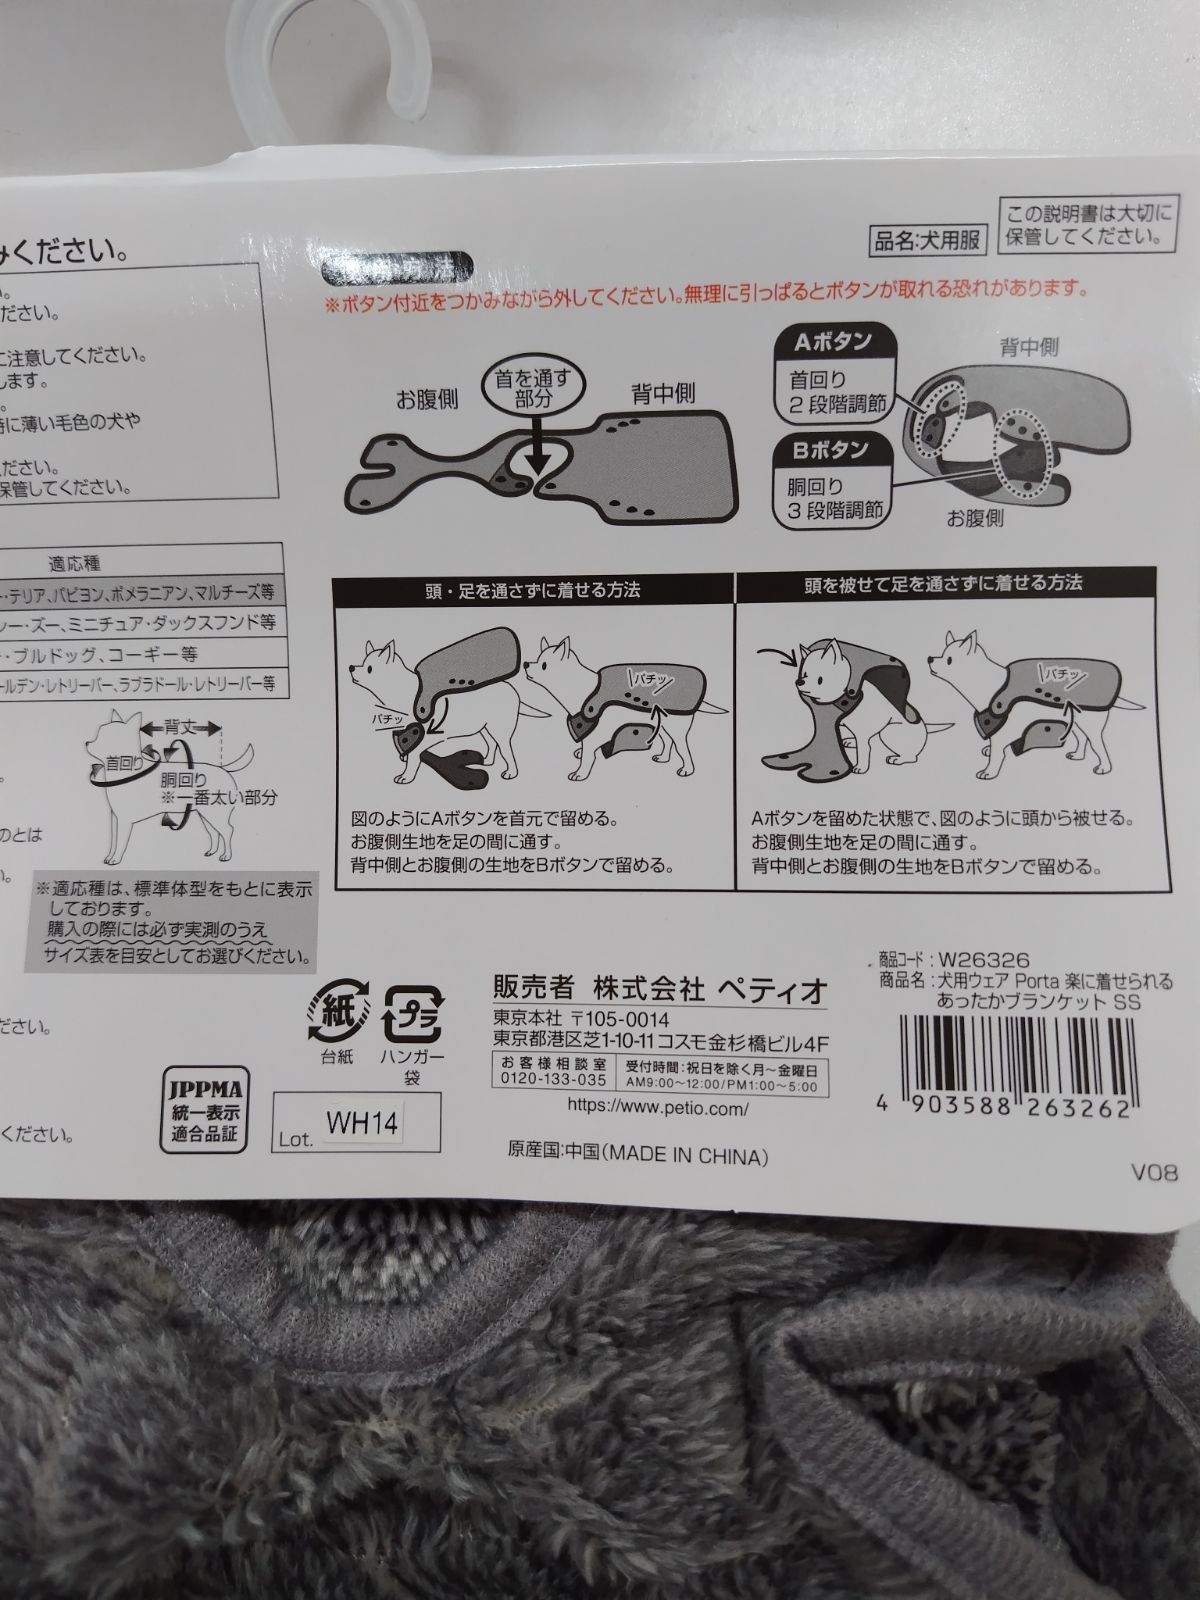 みください。
い。
ださい。
に注意してください。
します。
。
特に薄い毛色の犬や
ください。
保管してください。
適応種
・テリア、パピヨン、ポメラニアン、マルチーズ等
シー・ズー、ミニチュア・ダックスフンド等
・ブルドッグ、コーギー等
ールデン・レトリーバー、ラブラドール・レトリーバー等
背丈
首回り
胴回り
※一番太い部分
のとは
※適応種は、標準体型をもとに表示
しております。
購入の際には必ず実測のうえ
サイズ表を目安としてお選びください。
ださい。
ください。
方法
品名:犬用服
この説明書は大切に
保管してください。
※ボタン付近をつかみながら外してください。無理に引っぱるとボタンが取れる恐れがあります。
お腹側
首を通す
部分
背中側
Aボタン
首回り
2段階調節
Bボタン
胴回り
3段階調節
背中側
お腹側
頭・足を通さずに着せる方法
パチッ
パチッ
図のようにAボタンを首元で留める。
お腹側生地を足の間に通す。
背中側とお腹側の生地をBボタンで留める。
頭を被せて足を通さずに着せる方法
パチッ
Aボタンを留めた状態で、図のように頭から被せる。
お腹側生地を足の間に通す。
背中側とお腹側の生地をBボタンで留める。
紙
台紙
プラ
ハンガー
袋
JPPMA
統一表示
適合品証
Lot. WH14
販売者 株式会社 ペティオ
東京本社 〒105-0014
東京都港区芝1-10-11コスモ金杉橋ビル4F
お客様相談室
0120-133-035
受付時間:祝日を除く月～金曜日
AM9:00～12:00/PM1:00～5:00
https://www.petio.com/
原産国:中国(MADE IN CHINA)
商品コード:W26326
商品名:犬用ウェア Porta 楽に着せられる
あったかブランケット SS
4 903588 263262
V08